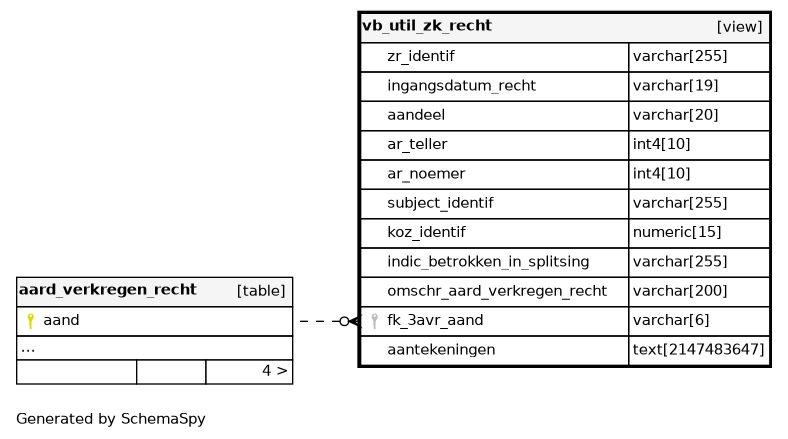 vb_util_zk_recht [view]
zr_identif varchar[255]
ingangsdatum_recht varchar[19]
aandeel varchar[20]
ar_teller int4[10]
ar_noemer int4[10]
subject_identif varchar[255]
koz_identif numeric[15]
indic_betrokken_in_splitsing varchar[255]
omschr_aard_verkregen_recht varchar[200]
fk_3avr_aand varchar[6]
aantekeningen text[2147483647]
aard_verkregen_recht [table]
aand
...
4 >
Generated by SchemaSpy